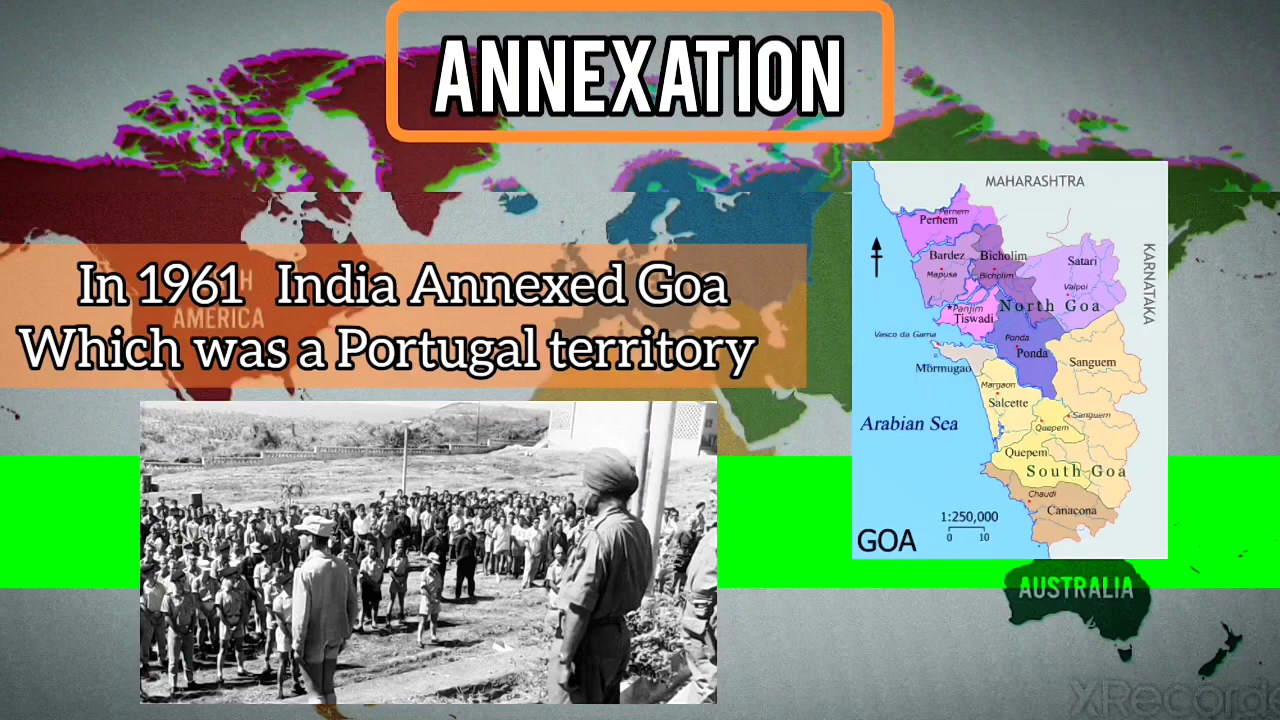 ANNEXATION
In 1961 India Annexed Goa
Which was a Portugal territory
AMERICA
MAHARASHTRA
KARNATAKA
Pernem
Pernem
Bardez
Bicholim
Mapusa
Bicholim
Satari
Valpoi
North Goa
Panjim
Tiswadi
Vasco da Gama
Ponda
Ponda
Mormugao
Sanguem
Margaon
Salcette
Sanguem
Quepem
Arabian Sea
Quepem
South Goa
Chaudi
Canacona
1:250,000
0 10
GOA
AUSTRALIA
XRecorde